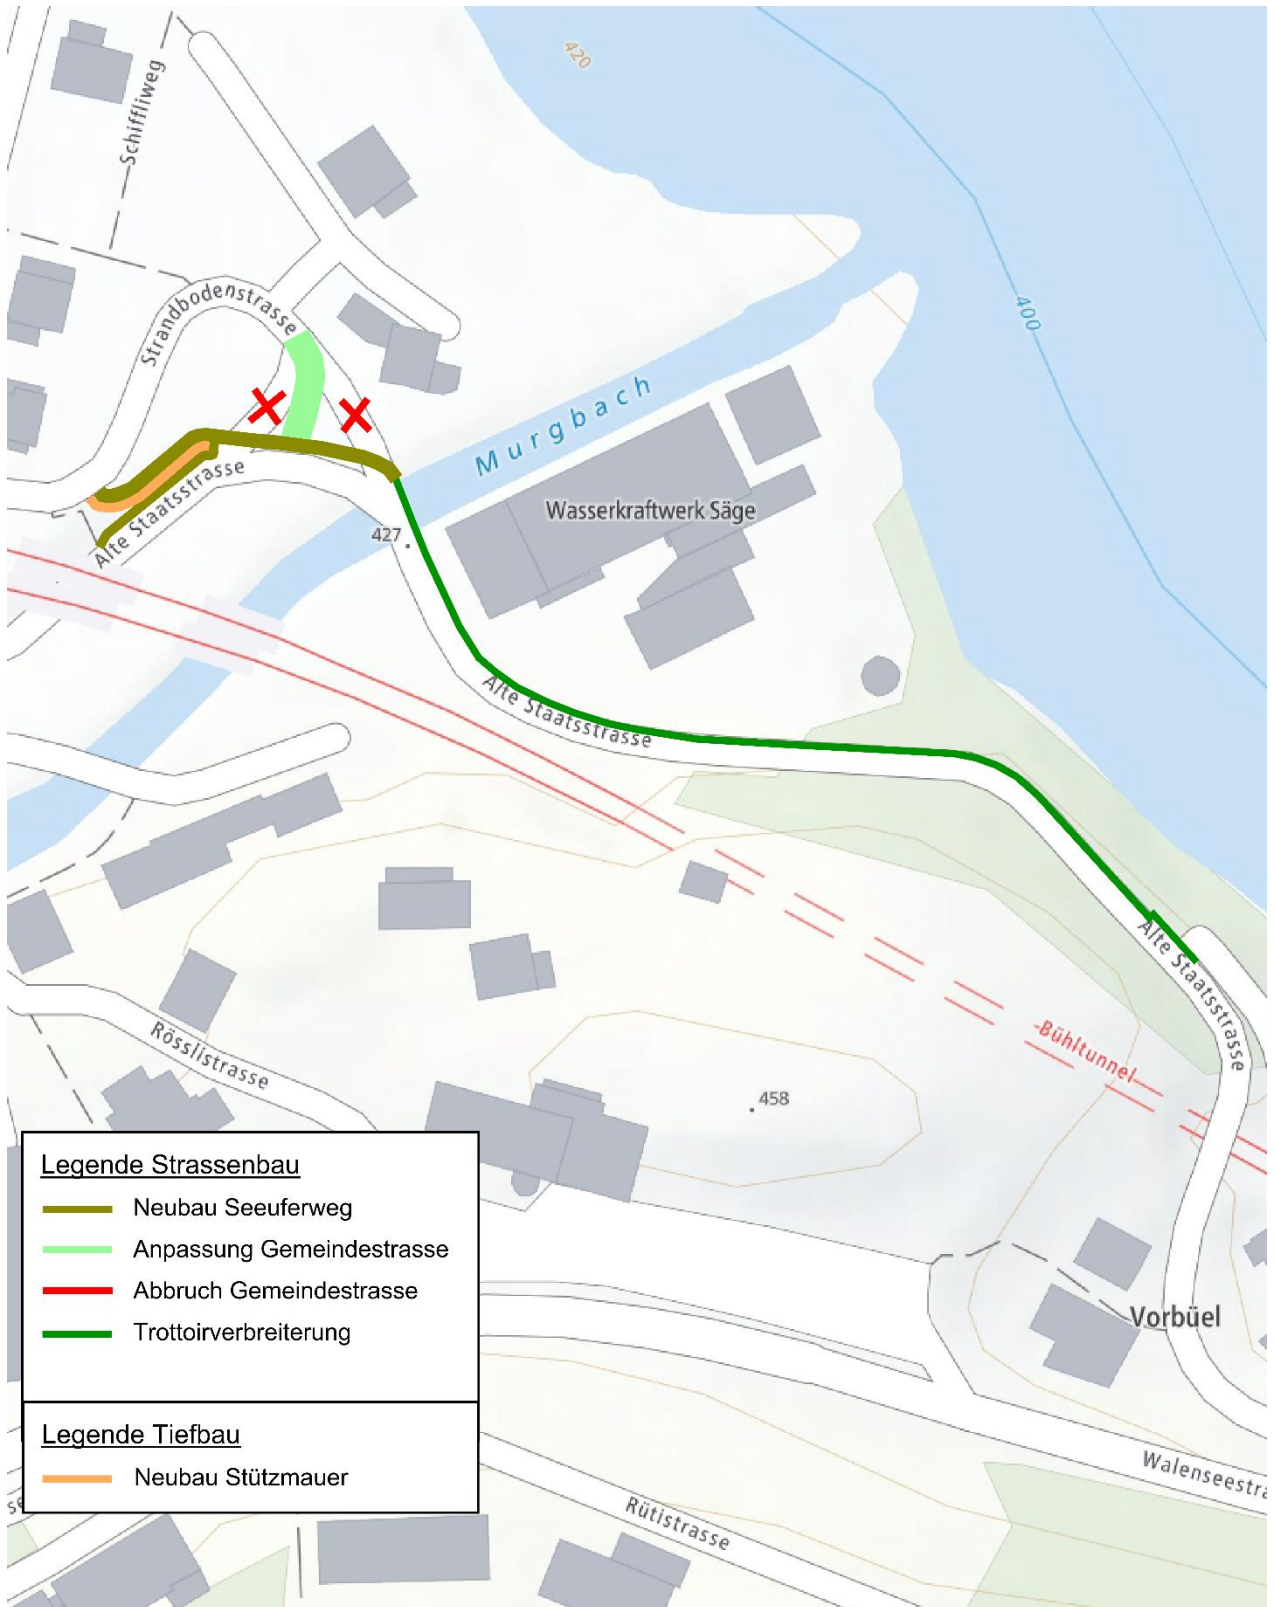 420
Schiffliweg
400
Strandbodenstrasse
Murgbach
Alte Staatsstrasse
Wasserkraftwerk Säge
427
Alte Staatsstrasse
Alte Staatsstrasse
Bühltunnel
Rösslistrasse
458
Legende Strassenbau
Neubau Seeuferweg
Anpassung Gemeindestrasse
Abbruch Gemeindestrasse
Trottoirverbreiterung
Vorbüel
Legende Tiefbau
Neubau Stützmauer
Walenseestra
Rütistrasse